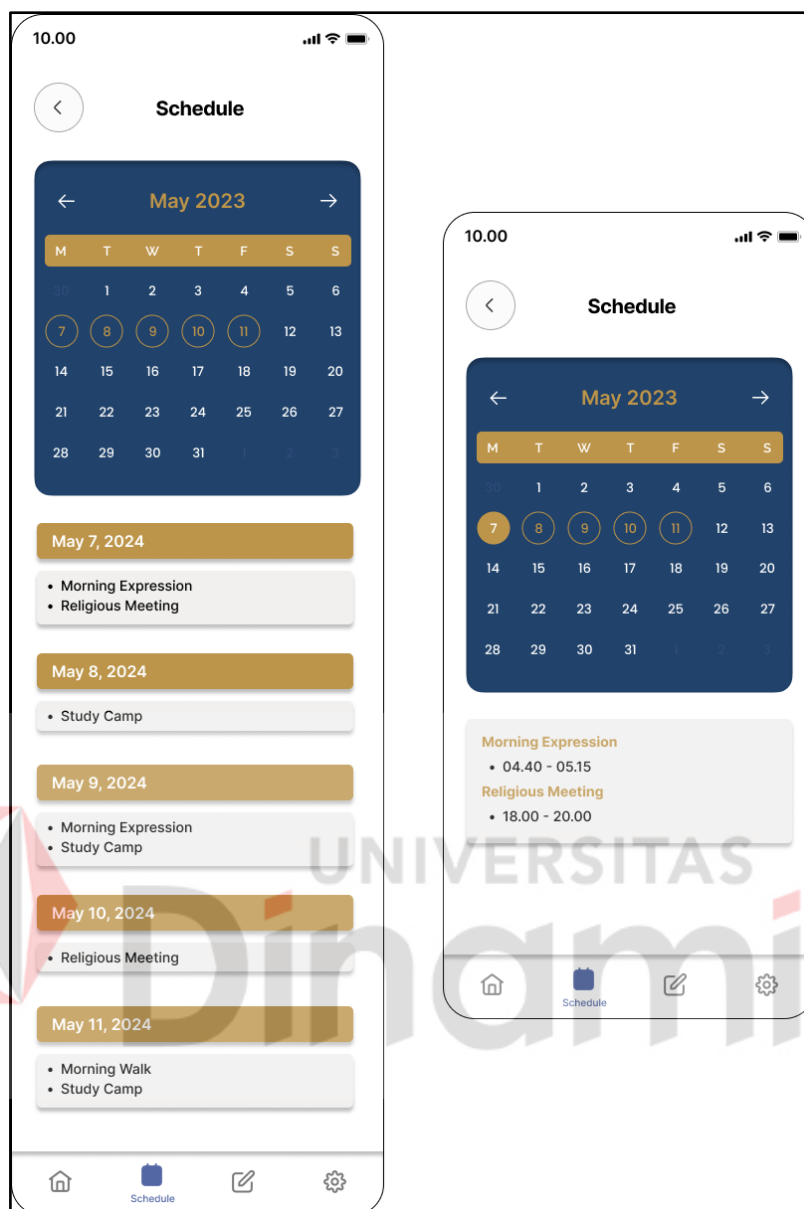 10.00
Schedule
May 2023
M T W T F S S
30 1 2 3 4 5 6
7 8 9 10 11 12 13
14 15 16 17 18 19 20
21 22 23 24 25 26 27
28 29 30 31 1 2 3
May 7, 2024
• Morning Expression
• Religious Meeting
May 8, 2024
• Study Camp
May 9, 2024
• Morning Expression
• Study Camp
May 10, 2024
• Religious Meeting
May 11, 2024
• Morning Walk
• Study Camp
Schedule
10.00
Schedule
May 2023
M T W T F S S
30 1 2 3 4 5 6
7 8 9 10 11 12 13
14 15 16 17 18 19 20
21 22 23 24 25 26 27
28 29 30 31 1 2 3
Morning Expression
• 04.40 - 05.15
Religious Meeting
• 18.00 - 20.00
Schedule
UNIVERSITAS
Dinami